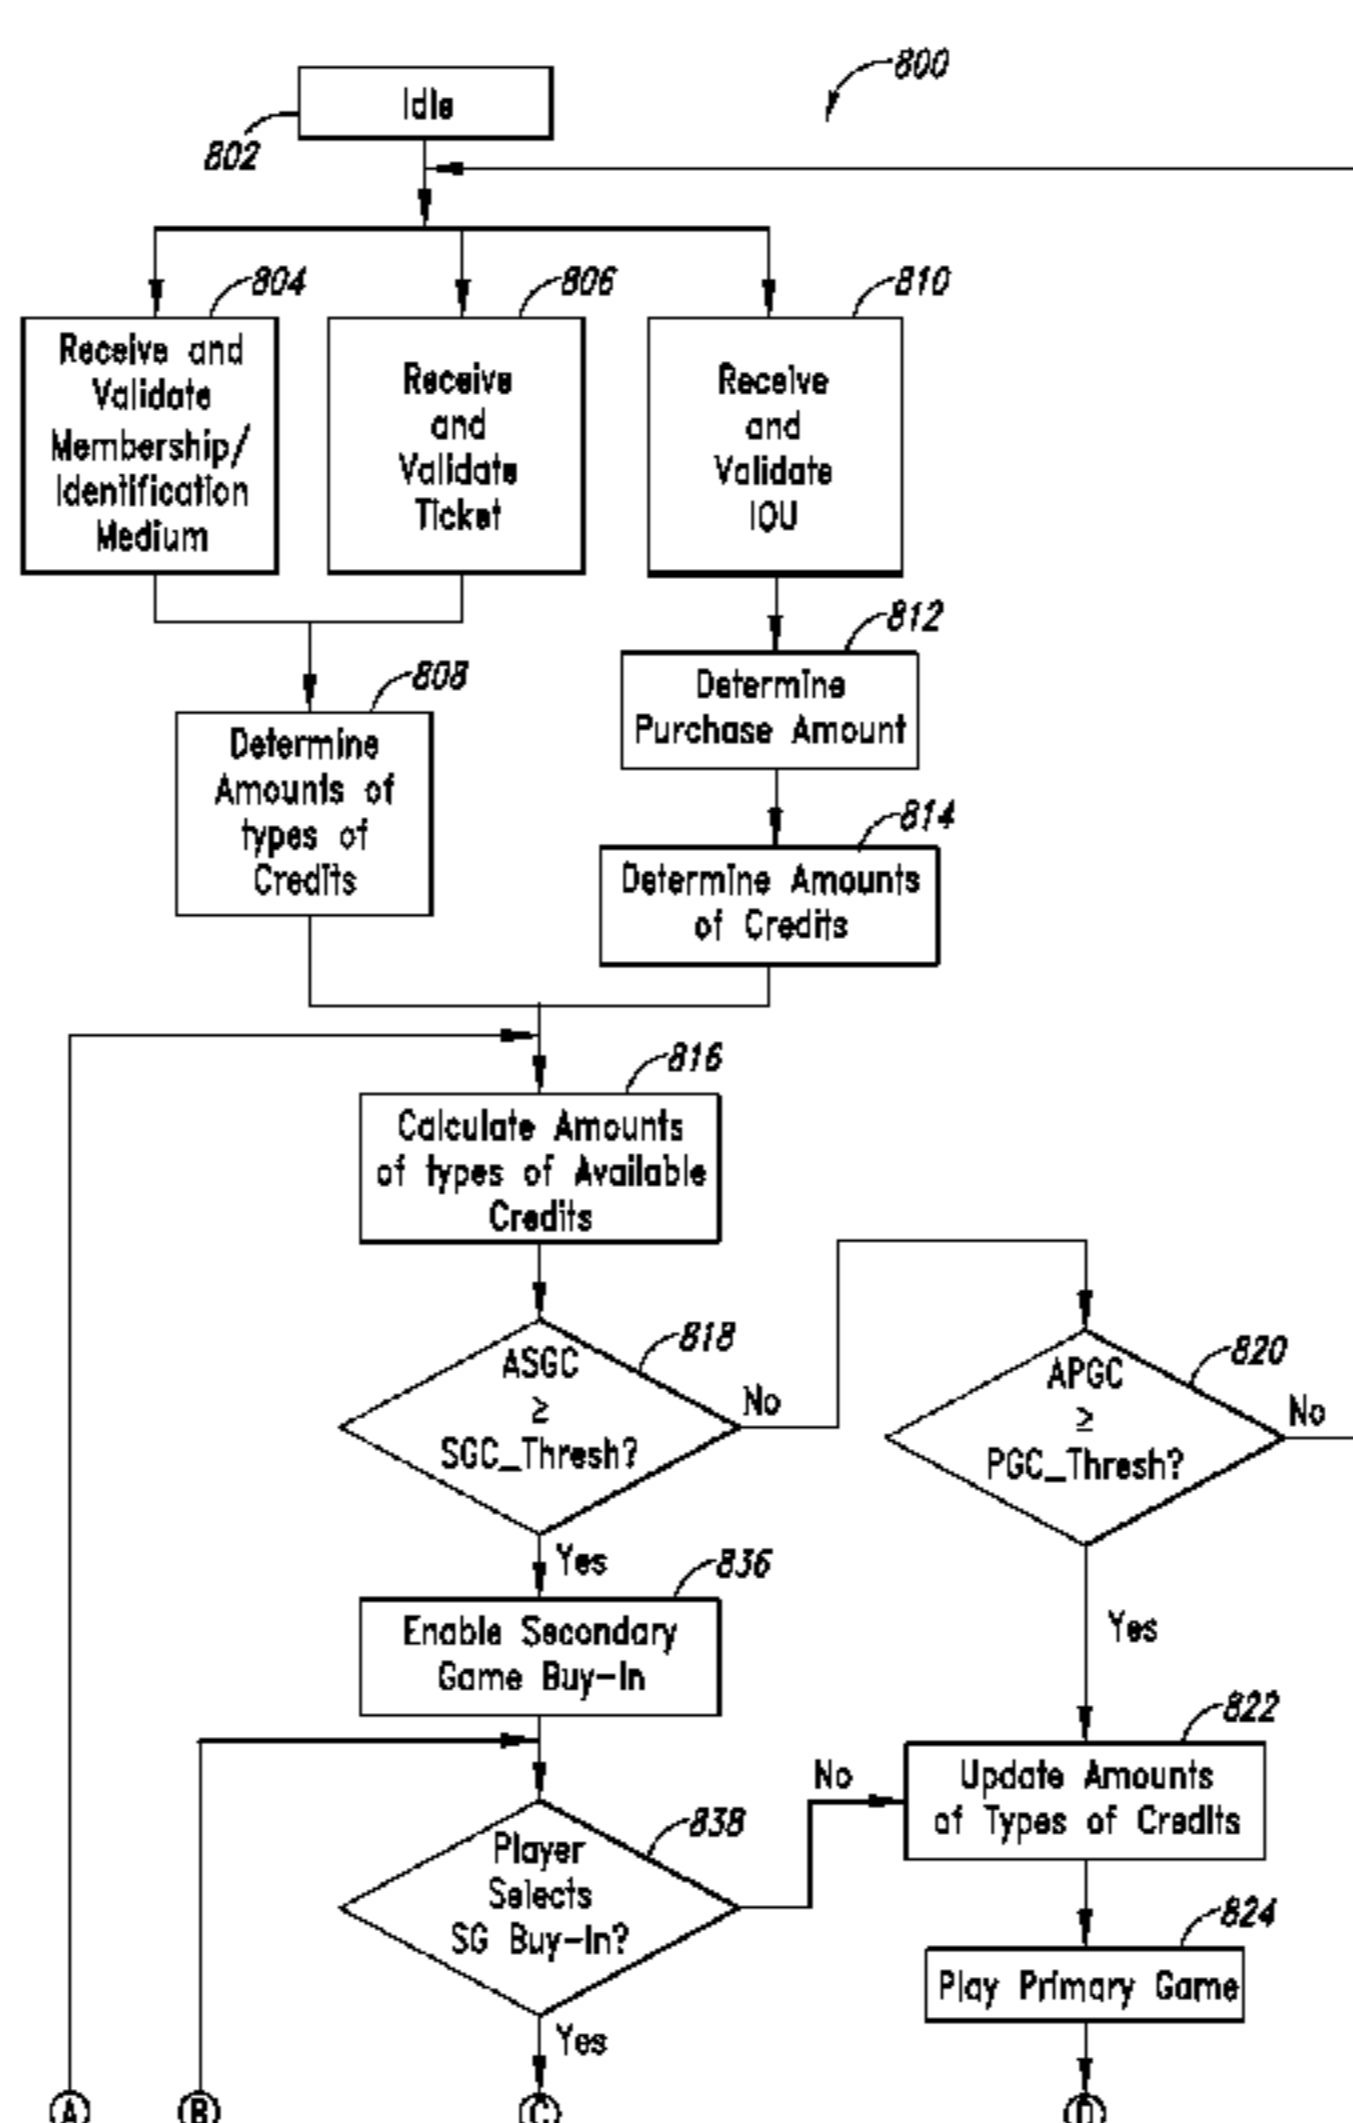 800
Idle
802
804
806
810
Receive and
Validate
Membership/
Identification
Medium
Receive
and
Validate
Ticket
Receive
and
Validate
IOU
812
Determine
Purchase Amount
808
Determine
Amounts of
types of
Credits
814
Determine Amounts
of Credits
816
Calculate Amounts
of types of Available
Credits
818
ASGC
≥
SGC_Thresh?
No
820
APGC
≥
PGC_Thresh?
No
Yes
836
Enable Secondary
Game Buy-In
Yes
822
Update Amounts
of Types of Credits
No
838
Player
Selects
SG Buy-In?
824
Play Primary Game
Yes
A
B
C
D